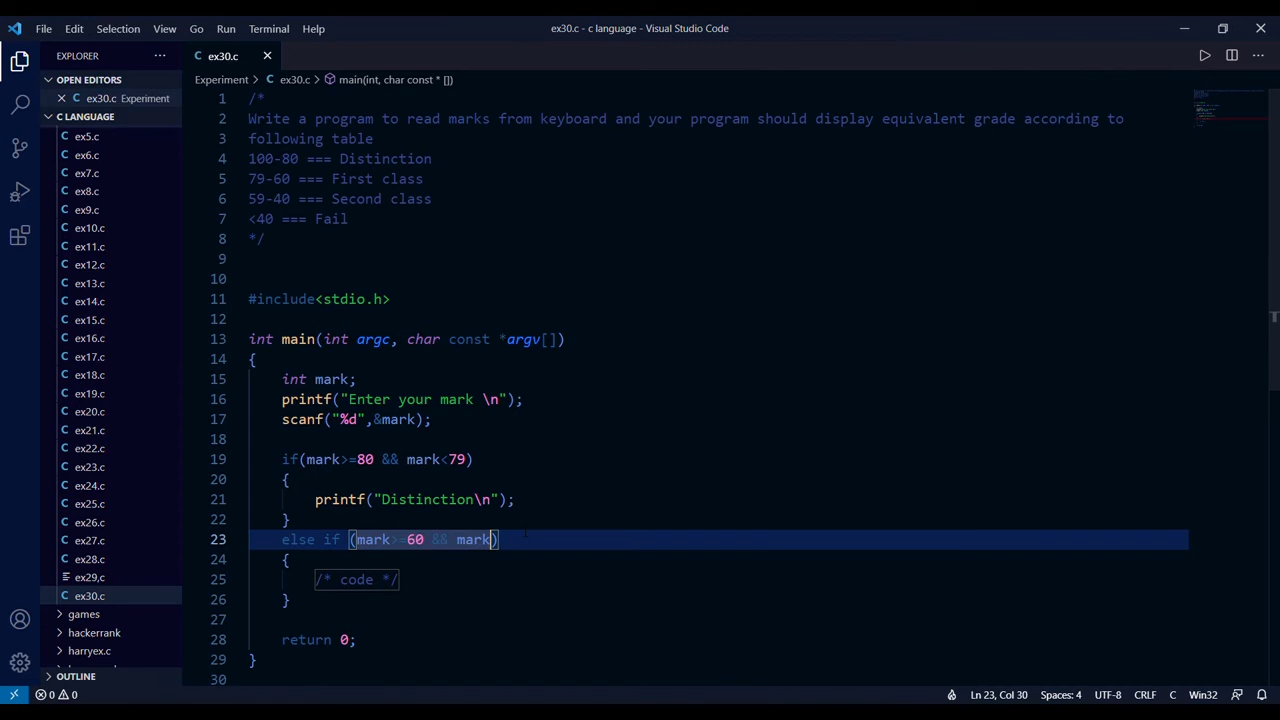 File Edit Selection View Go Run Terminal Help
ex30.c - c language - Visual Studio Code
EXPLORER
OPEN EDITORS
ex30.c Experiment
C LANGUAGE
ex5.c
ex6.c
ex7.c
ex8.c
ex9.c
ex10.c
ex11.c
ex12.c
ex13.c
ex14.c
ex15.c
ex16.c
ex17.c
ex18.c
ex19.c
ex20.c
ex21.c
ex22.c
ex23.c
ex24.c
ex25.c
ex26.c
ex27.c
ex28.c
ex29,c
ex30.c
games
hackerrank
harryex.c
OUTLINE
ex30.c
Experiment > ex30.c > main(int, char const * [])
1 /*
2 Write a program to read marks from keyboard and your program should display equivalent grade according to
3 following table
4 100-80 === Distinction
5 79-60 === First class
6 59-40 === Second class
7 <40 === Fail
8 */
9
10
11 #include<stdio.h>
12
13 int main(int argc, char const *argv[])
14 {
15 int mark;
16 printf("Enter your mark \n");
17 scanf("%d",&mark);
18
19 if(mark>=80 && mark<79)
20 {
21 printf("Distinction\n");
22 }
23 else if (mark>=60 && mark)
24 {
25 /* code */
26 }
27
28 return 0;
29 }
30
0 0 Ln 23, Col 30 Spaces: 4 UTF-8 CRLF C Win32